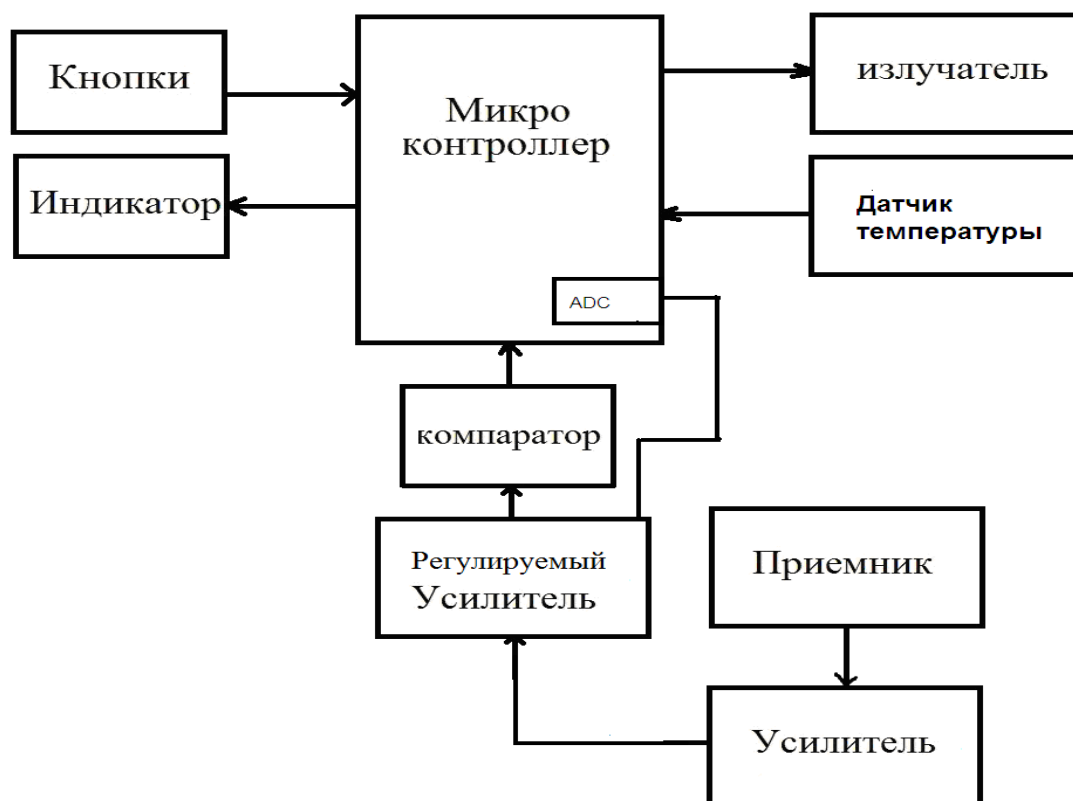 Кнопки
Микро
контроллер
излучатель
Индикатор
Датчик
температуры
ADC
компаратор
Регулируемый
Усилитель
Приемник
Усилитель